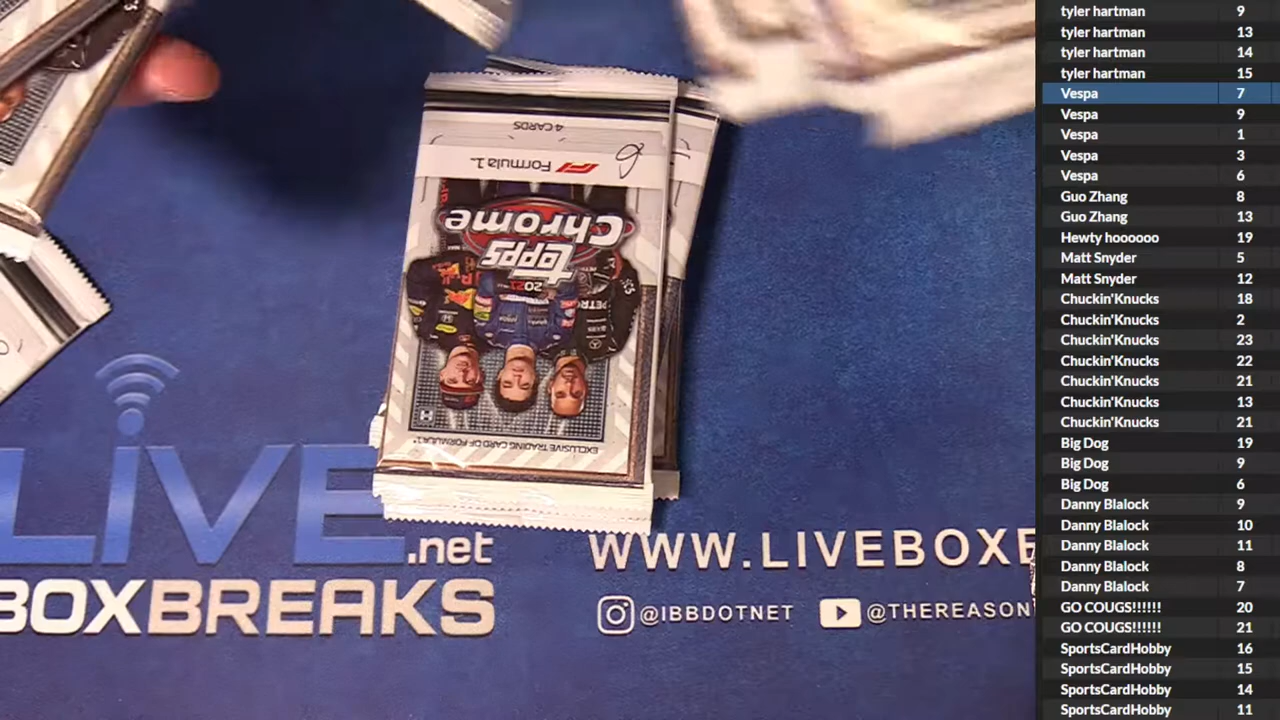 4 CARDS
Formula 1
topps
Chrome
2021
EXCLUSIVE TRADING CARD OF FORMULA 1
LIVE.net
BOXBREAKS
WWW.LIVEBOXE
@IBBDOTNET
@THEREASON
tyler hartman 9
tyler hartman 13
tyler hartman 14
tyler hartman 15
Vespa 7
Vespa 9
Vespa 1
Vespa 3
Vespa 6
Guo Zhang 8
Guo Zhang 13
Hewty hoooooo 19
Matt Snyder 5
Matt Snyder 12
Chuckin'Knucks 18
Chuckin'Knucks 2
Chuckin'Knucks 23
Chuckin'Knucks 22
Chuckin'Knucks 21
Chuckin'Knucks 13
Chuckin'Knucks 21
Big Dog 19
Big Dog 9
Big Dog 6
Danny Blalock 9
Danny Blalock 10
Danny Blalock 11
Danny Blalock 8
Danny Blalock 7
GO COUGS!!!!!! 20
GO COUGS!!!!!! 21
SportsCardHobby 16
SportsCardHobby 15
SportsCardHobby 14
SportsCardHobby 11